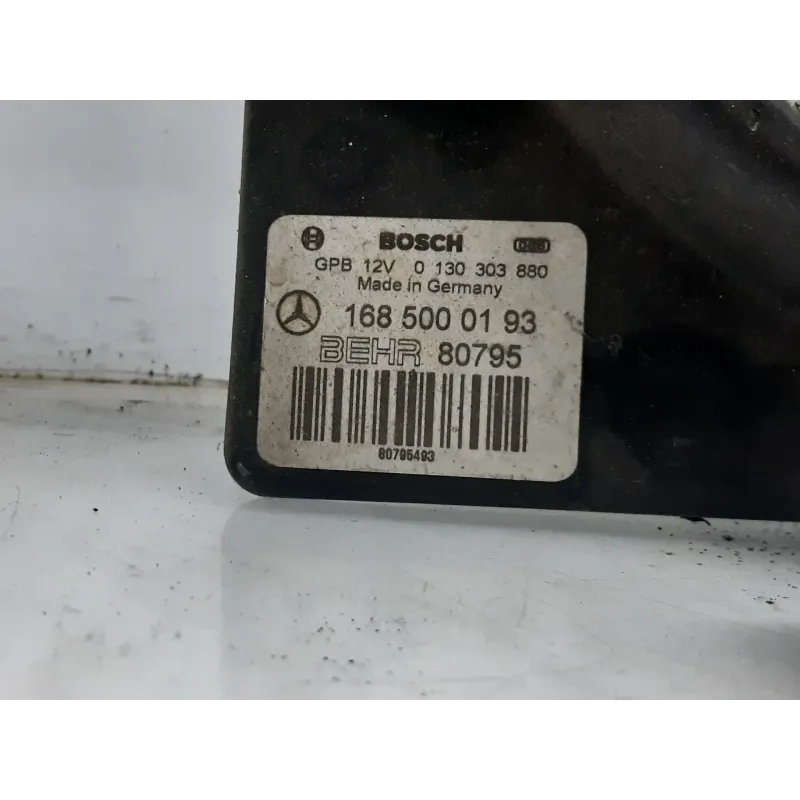 BOSCH
GPB 12V 0 130 303 880
Made in Germany
168 500 01 93
BEHR 80795
80795493